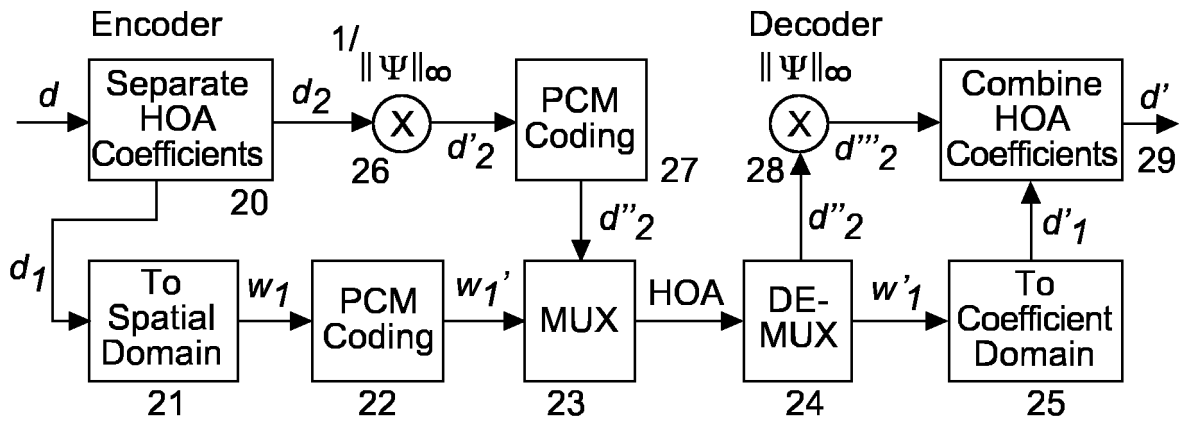 Encoder
Decoder
1/‖Ψ‖∞
‖Ψ‖∞
d
Separate
HOA
Coefficients
d2
X
d'2
PCM
Coding
X
d'''2
Combine
HOA
Coefficients
d'
20
26
27
28
29
d1
d''2
d''2
d'1
To
Spatial
Domain
w1
PCM
Coding
w1'
MUX
HOA
DE-
MUX
w'1
To
Coefficient
Domain
21
22
23
24
25